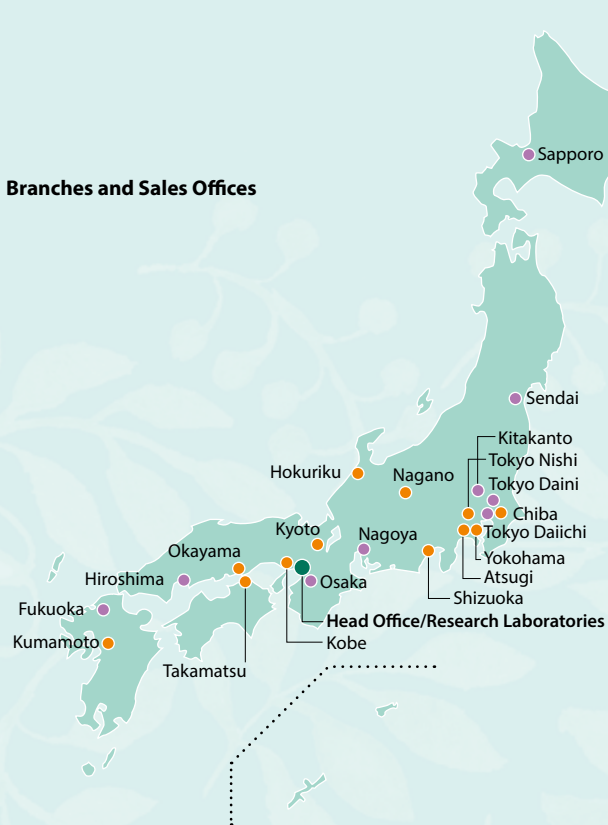 Sapporo
Branches and Sales Offices
Sendai
Kitakanto
Tokyo Nishi
Hokuriku
Nagano
Tokyo Daini
Chiba
Kyoto
Nagoya
Tokyo Daiichi
Okayama
Yokohama
Hiroshima
Osaka
Atsugi
Shizuoka
Fukuoka
Head Office/Research Laboratories
Kumamoto
Kobe
Takamatsu